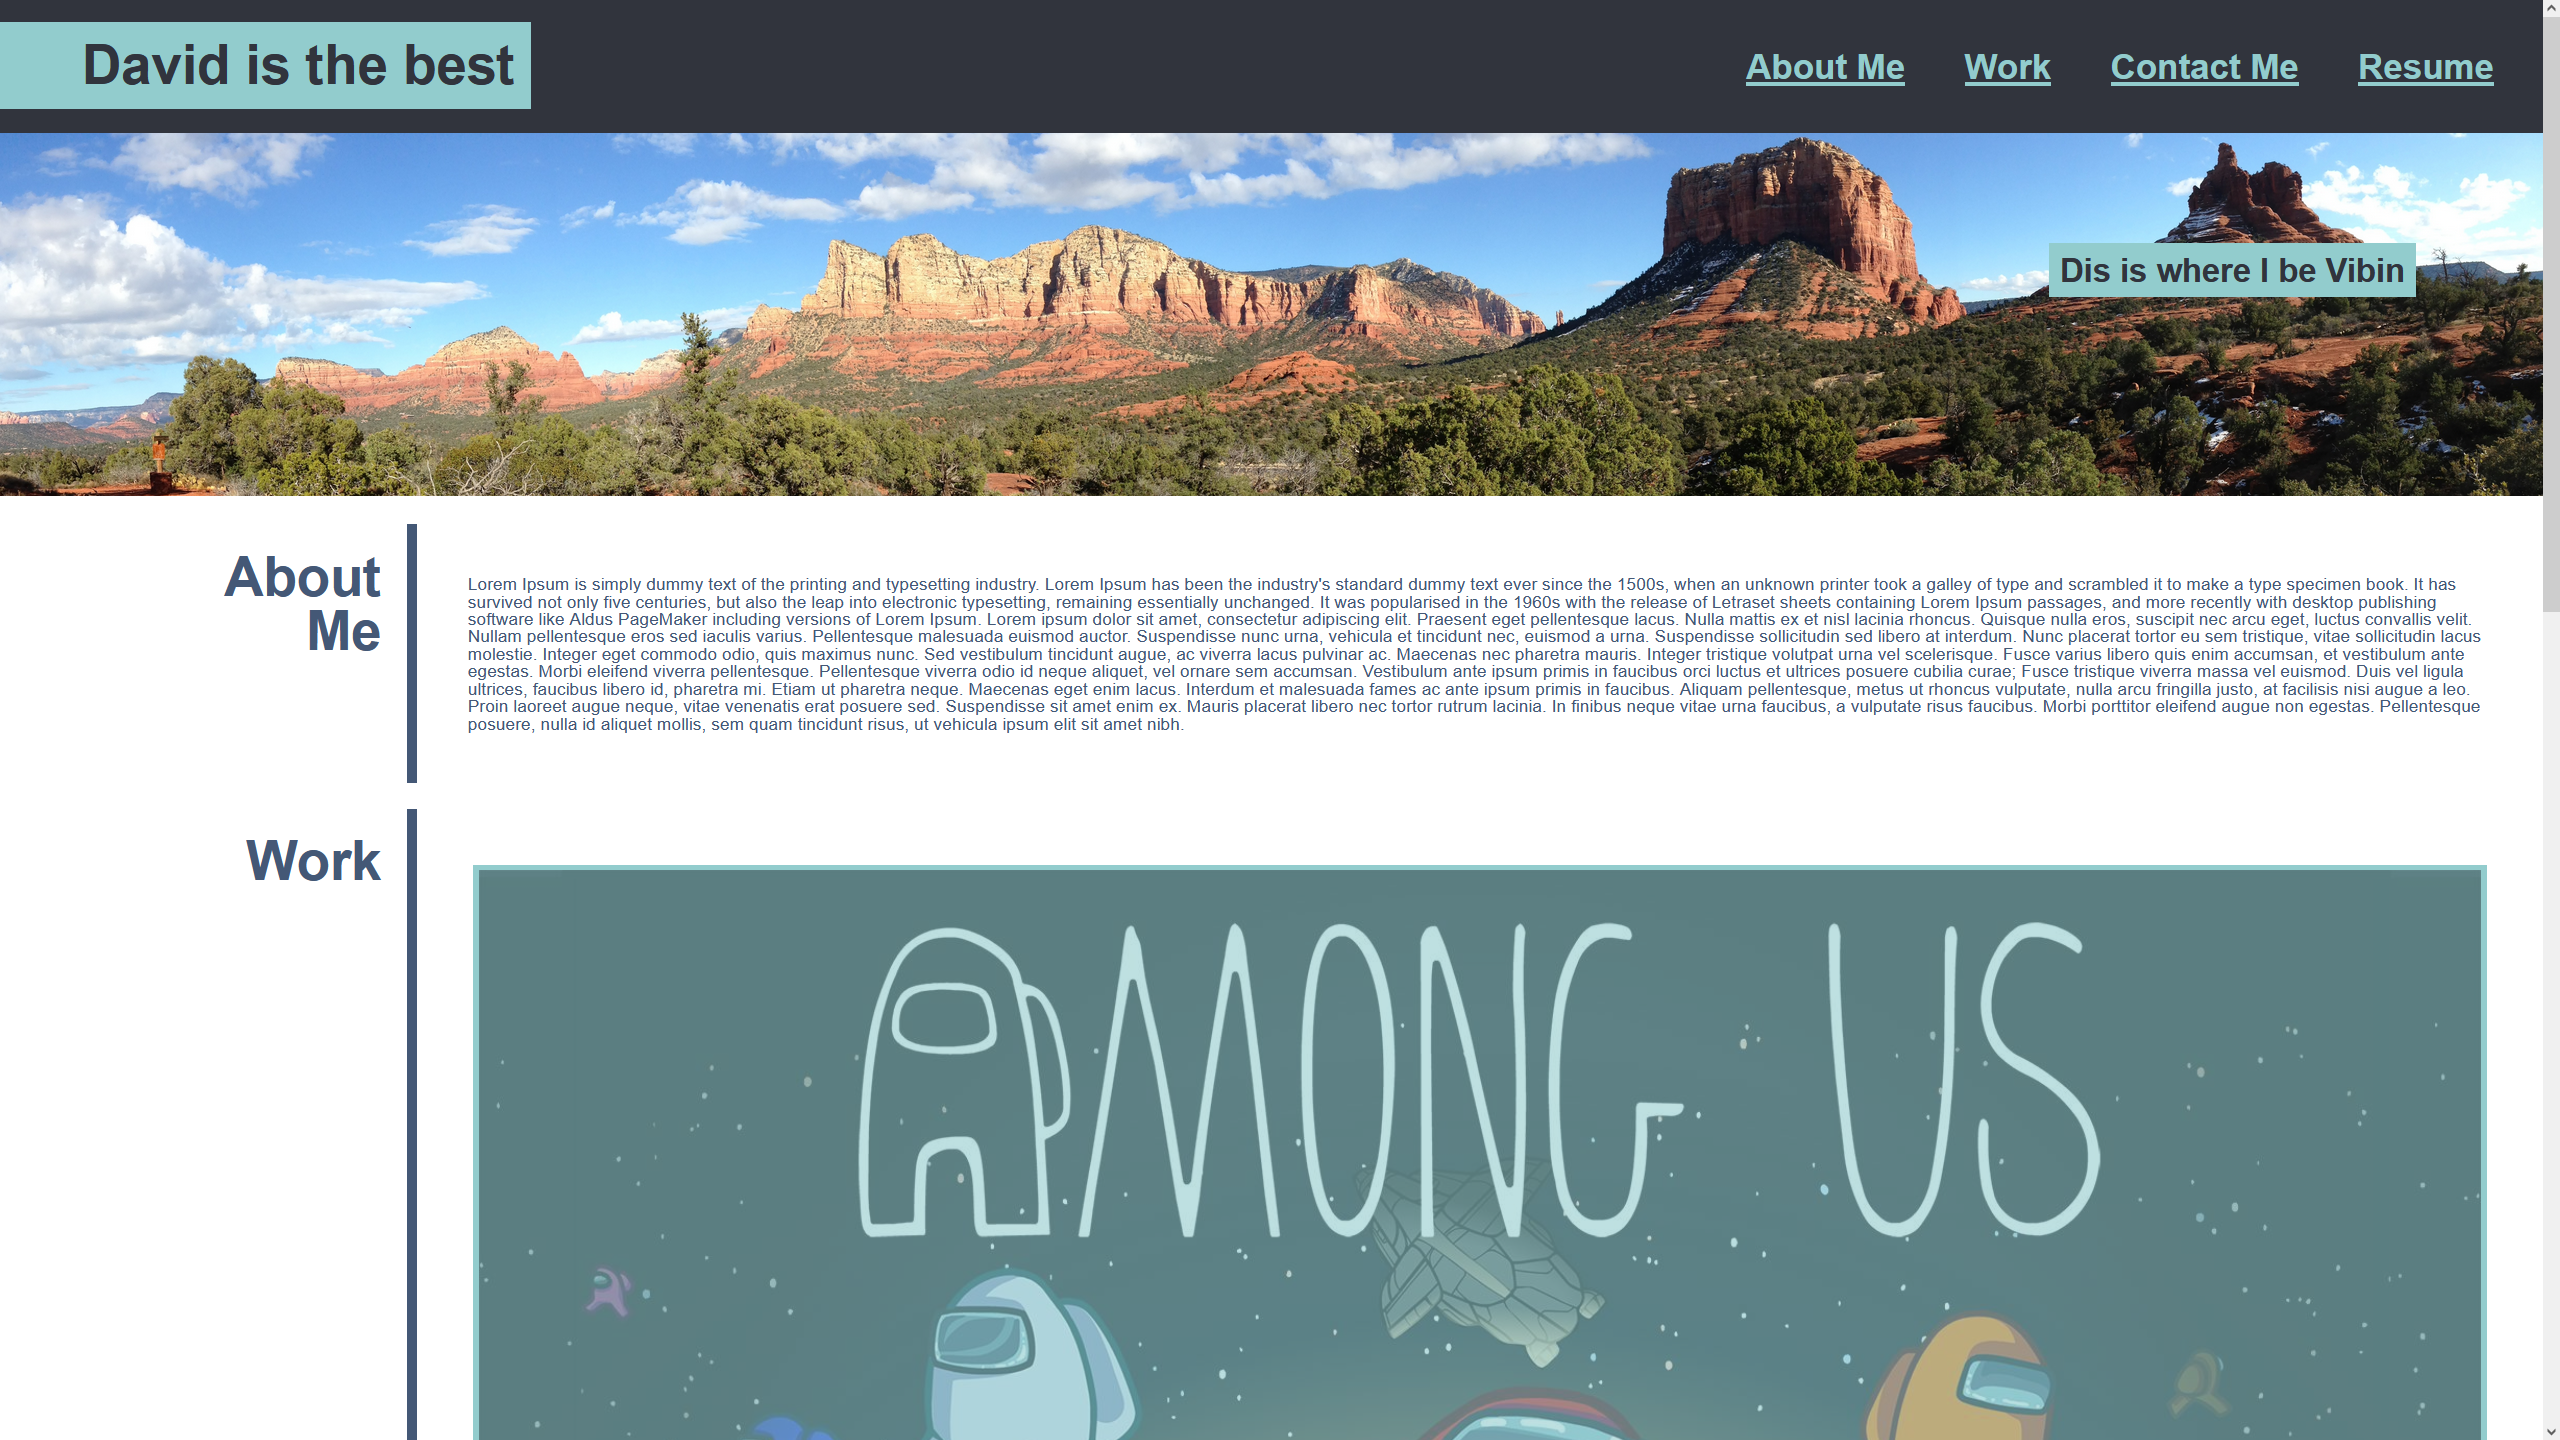 David is the best
About Me Work Contact Me Resume
Dis is where I be Vibin
About
Me
Lorem Ipsum is simply dummy text of the printing and typesetting industry. Lorem Ipsum has been the industry's standard dummy text ever since the 1500s, when an unknown printer took a galley of type and scrambled it to make a type specimen book. It has
survived not only five centuries, but also the leap into electronic typesetting, remaining essentially unchanged. It was popularised in the 1960s with the release of Letraset sheets containing Lorem Ipsum passages, and more recently with desktop publishing
software like Aldus PageMaker including versions of Lorem Ipsum. Lorem ipsum dolor sit amet, consectetur adipiscing elit. Praesent eget pellentesque lacus. Nulla mattis ex et nisl lacinia rhoncus. Quisque nulla eros, suscipit nec arcu eget, luctus convallis velit.
Nullam pellentesque eros sed iaculis varius. Pellentesque malesuada euismod auctor. Suspendisse nunc urna, vehicula et tincidunt nec, euismod a urna. Suspendisse sollicitudin sed libero at interdum. Nunc placerat tortor eu sem tristique, vitae sollicitudin lacus
molestie. Integer eget commodo odio, quis maximus nunc. Sed vestibulum tincidunt augue, ac viverra lacus pulvinar ac. Maecenas nec pharetra mauris. Integer tristique volutpat urna vel scelerisque. Fusce varius libero quis enim accumsan, et vestibulum ante
egestas. Morbi eleifend viverra pellentesque. Pellentesque viverra odio id neque aliquet, vel ornare sem accumsan. Vestibulum ante ipsum primis in faucibus orci luctus et ultrices posuere cubilia curae; Fusce tristique viverra massa vel euismod. Duis vel ligula
ultrices, faucibus libero id, pharetra mi. Etiam ut pharetra neque. Maecenas eget enim lacus. Interdum et malesuada fames ac ante ipsum primis in faucibus. Aliquam pellentesque, metus ut rhoncus vulputate, nulla arcu fringilla justo, at facilisis nisi augue a leo.
Proin laoreet augue neque, vitae venenatis erat posuere sed. Suspendisse sit amet enim ex. Mauris placerat libero nec tortor rutrum lacinia. In finibus neque vitae urna faucibus, a vulputate risus faucibus. Morbi porttitor eleifend augue non egestas. Pellentesque
posuere, nulla id aliquet mollis, sem quam tincidunt risus, ut vehicula ipsum elit sit amet nibh.
Work
AMONG US